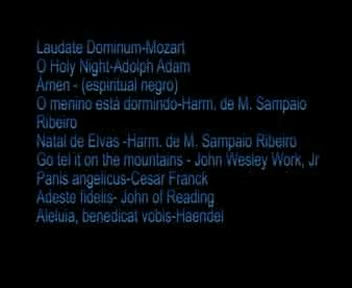 Laudate Dominum-Mozart
O Holy Night-Adolph Adam
Amen - (espiritual negro)
O menino está dormindo-Harm. de M. Sampaio
Ribeiro
Natal de Elvas -Harm. de M. Sampaio Ribeiro
Go tel it on the mountains - John Wesley Work, Jr
Panis angelicus-Cesar Franck
Adeste fidelis- John of Reading
Aleluia, benedicat vobis-Haendel